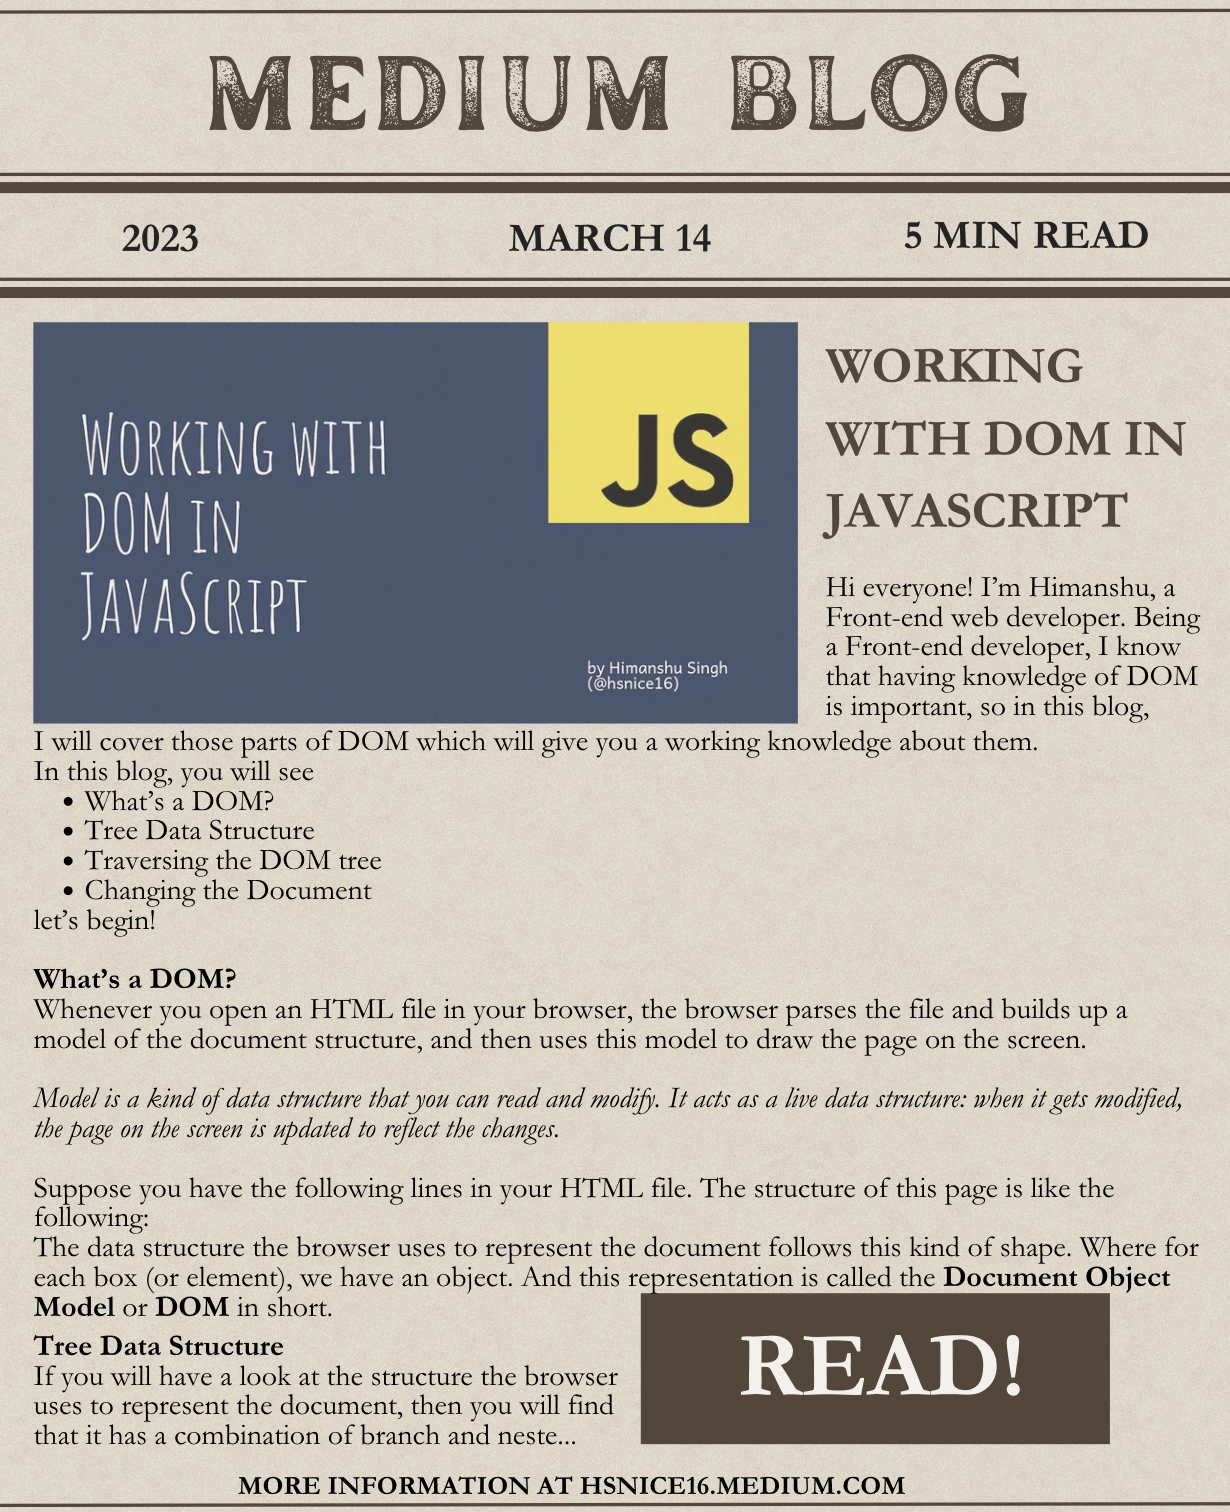 MEDIUM BLOG
2023
MARCH 14
5 MIN READ
WORKING WITH
DOM IN
JAVASCRIPT
JS
by Himanshu Singh
(@hsnice16)
WORKING
WITH DOM IN
JAVASCRIPT
Hi everyone! I’m Himanshu, a
Front-end web developer. Being
a Front-end developer, I know
that having knowledge of DOM
is important, so in this blog,
I will cover those parts of DOM which will give you a working knowledge about them.
In this blog, you will see
• What’s a DOM?
• Tree Data Structure
• Traversing the DOM tree
• Changing the Document
let’s begin!
What’s a DOM?
Whenever you open an HTML file in your browser, the browser parses the file and builds up a
model of the document structure, and then uses this model to draw the page on the screen.
Model is a kind of data structure that you can read and modify. It acts as a live data structure: when it gets modified,
the page on the screen is updated to reflect the changes.
Suppose you have the following lines in your HTML file. The structure of this page is like the
following:
The data structure the browser uses to represent the document follows this kind of shape. Where for
each box (or element), we have an object. And this representation is called the Document Object
Model or DOM in short.
Tree Data Structure
If you will have a look at the structure the browser
uses to represent the document, then you will find
that it has a combination of branch and neste...
READ!
MORE INFORMATION AT HSNICE16.MEDIUM.COM